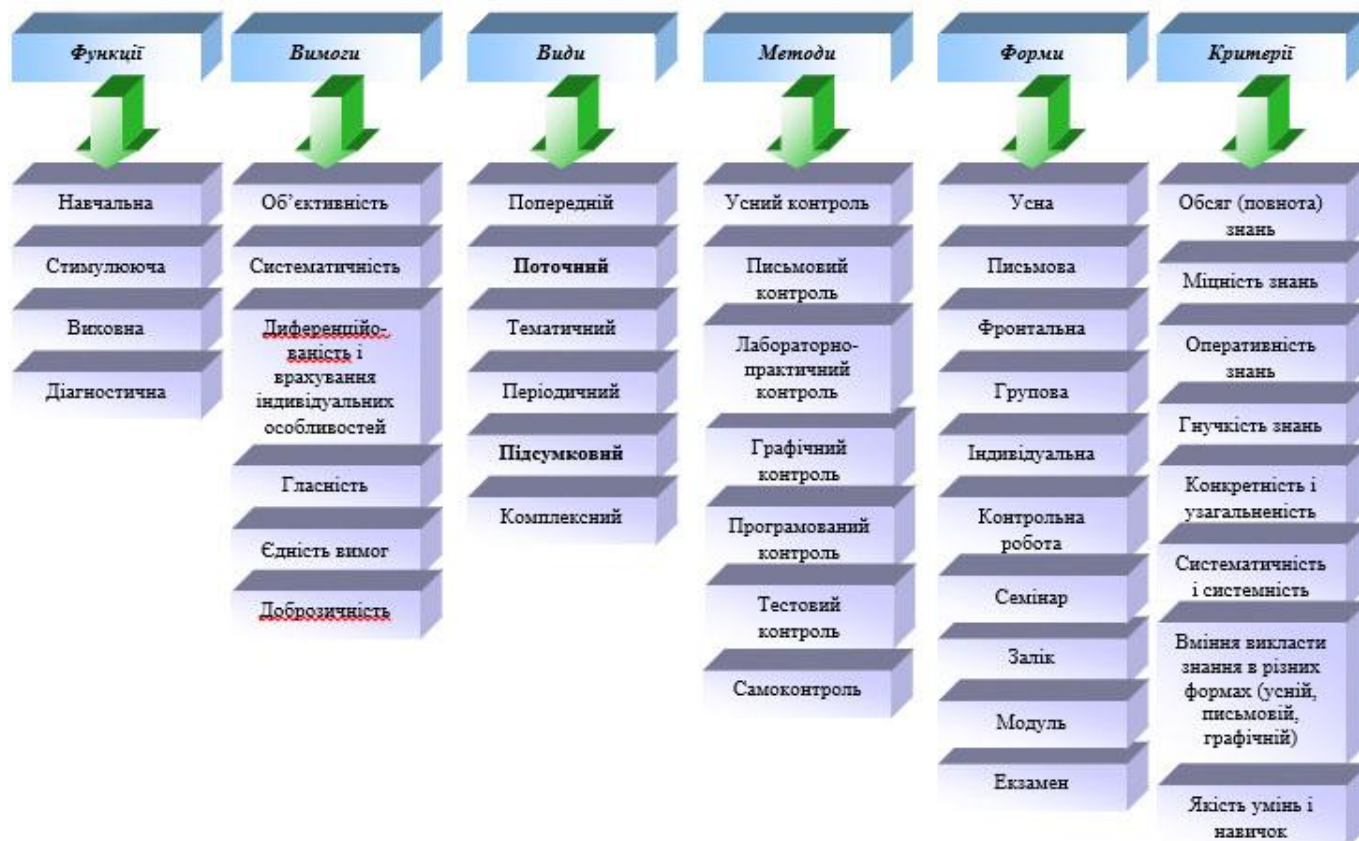 Функції
Навчальна
Стимулююча
Виховна
Діагностична
Вимоги
Об’єктивність
Систематичність
Диференційо-
ваність і
врахування
індивідуальних
особливостей
Гласність
Єдність вимог
Доброзичність
Види
Попередній
Поточний
Тематичний
Періодичний
Підсумковий
Комплексний
Методи
Усний контроль
Письмовий
контроль
Лабораторно-
практичний
контроль
Графічний
контроль
Програмований
контроль
Тестовий
контроль
Самоконтроль
Форми
Усна
Письмова
Фронтальна
Групова
Індивідуальна
Контрольна
робота
Семінар
Залік
Модуль
Екзамен
Критерії
Обсяг (повнота)
знань
Міцність знань
Оперативність
знань
Гнучкість знань
Конкретність і
узагальненість
Систематичність
і системність
Вміння викласти
знання в різних
формах (усній,
письмовій,
графічній)
Якість умінь і
навичок